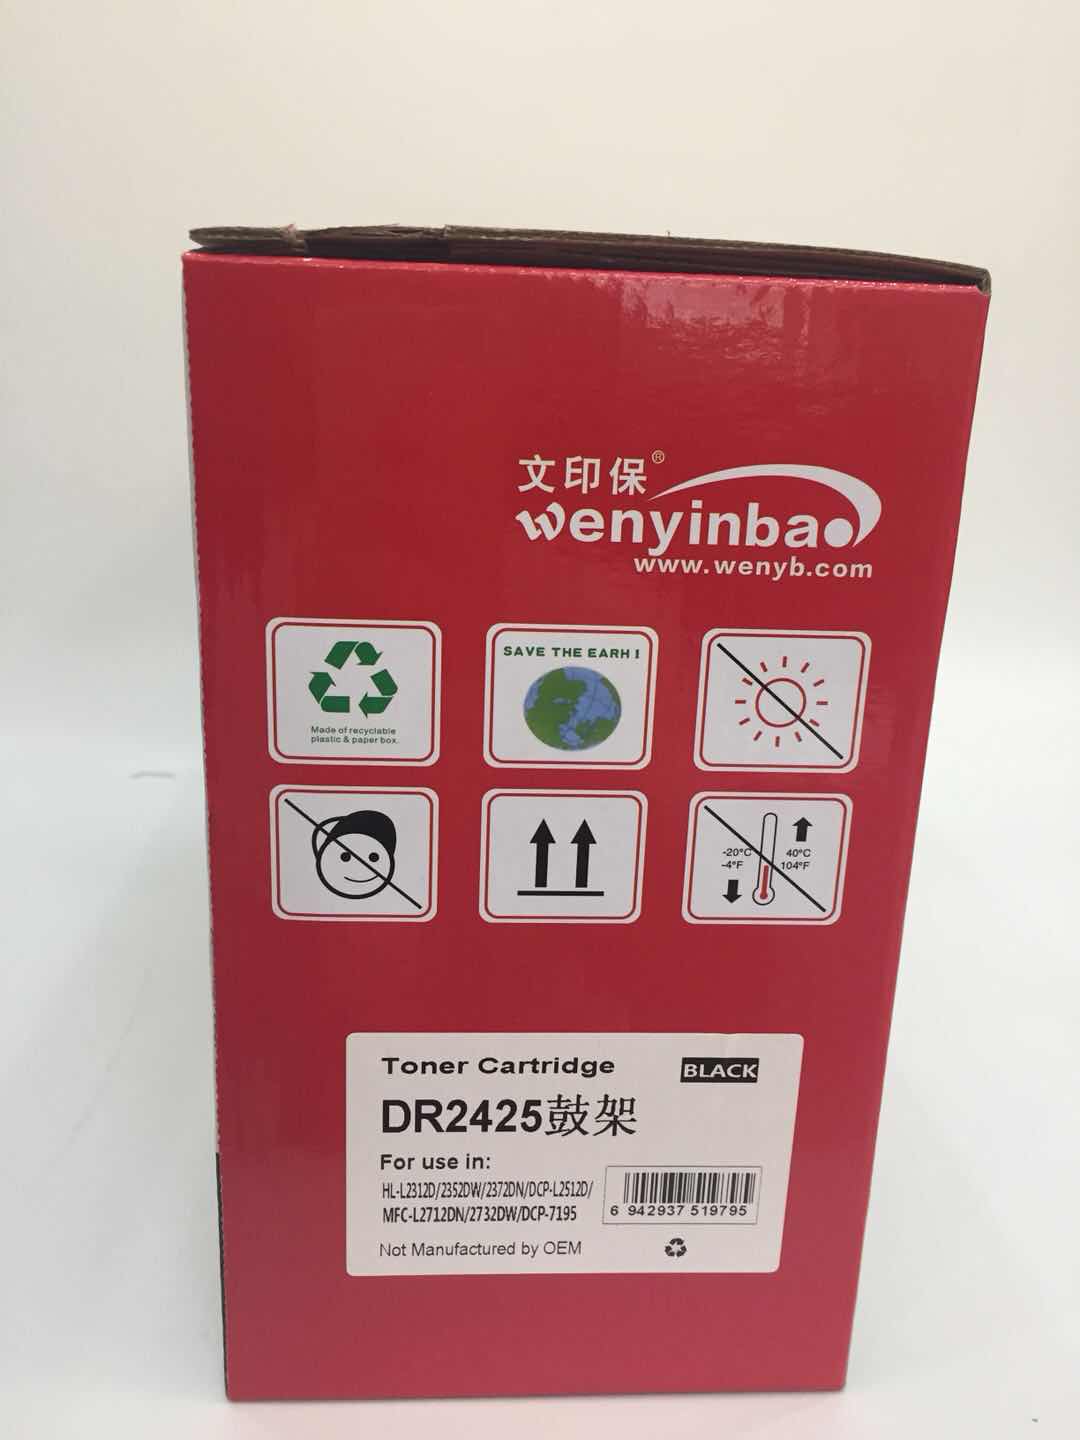 文印保®
wenyinbao
www.wenyb.com
Made of recyclable
plastic & paper box.
SAVE THE EARH!
-20°C
-4°F
40°C
104°F
Toner Cartridge
BLACK
DR2425鼓架
For use in:
HL-L2312D/2352DW/2372DN/DCP-L2512D/
MFC-L2712DN/2732DW/DCP-7195
6 942937 519795
Not Manufactured by OEM